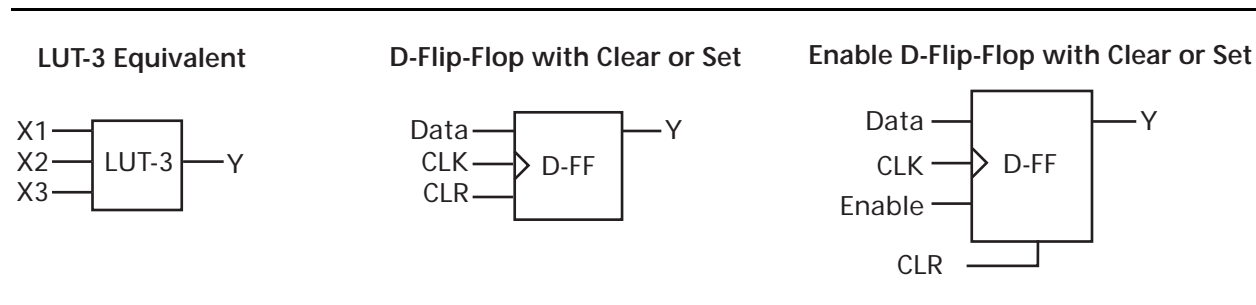 LUT-3 Equivalent
X1
X2
X3
LUT-3
Y
D-Flip-Flop with Clear or Set
Data
CLK
CLR
D-FF
Y
Enable D-Flip-Flop with Clear or Set
Data
CLK
Enable
CLR
D-FF
Y